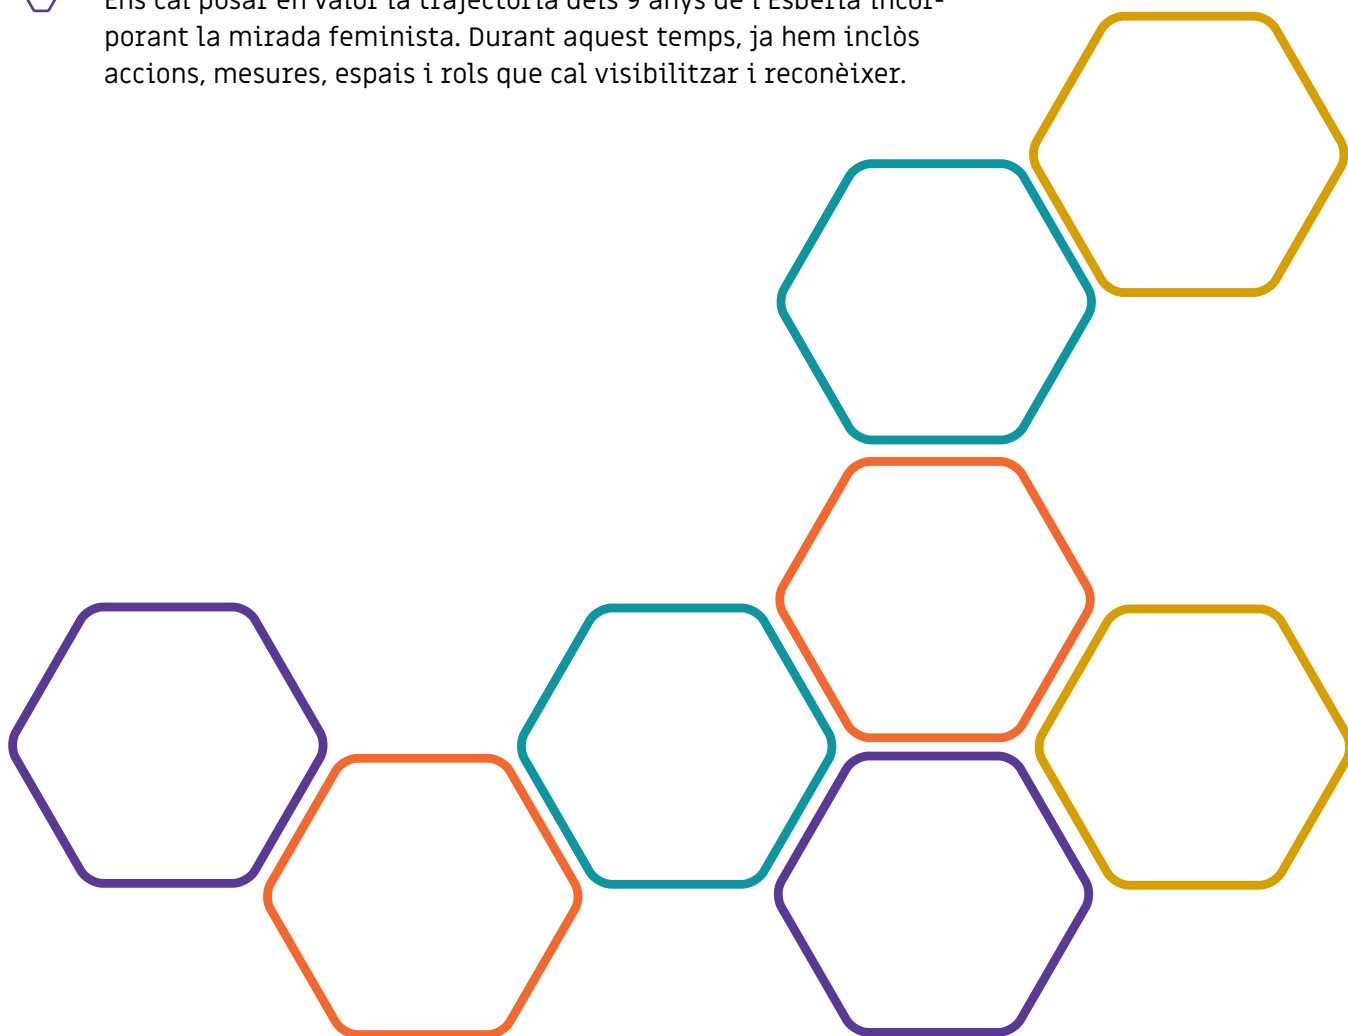 Ens cal posar en valor la trajectòria dels 9 anys de l'Esberla incor-
porant la mirada feminista. Durant aquest temps, ja hem inclòs
accions, mesures, espais i rols que cal visibilitzar i reconèixer.